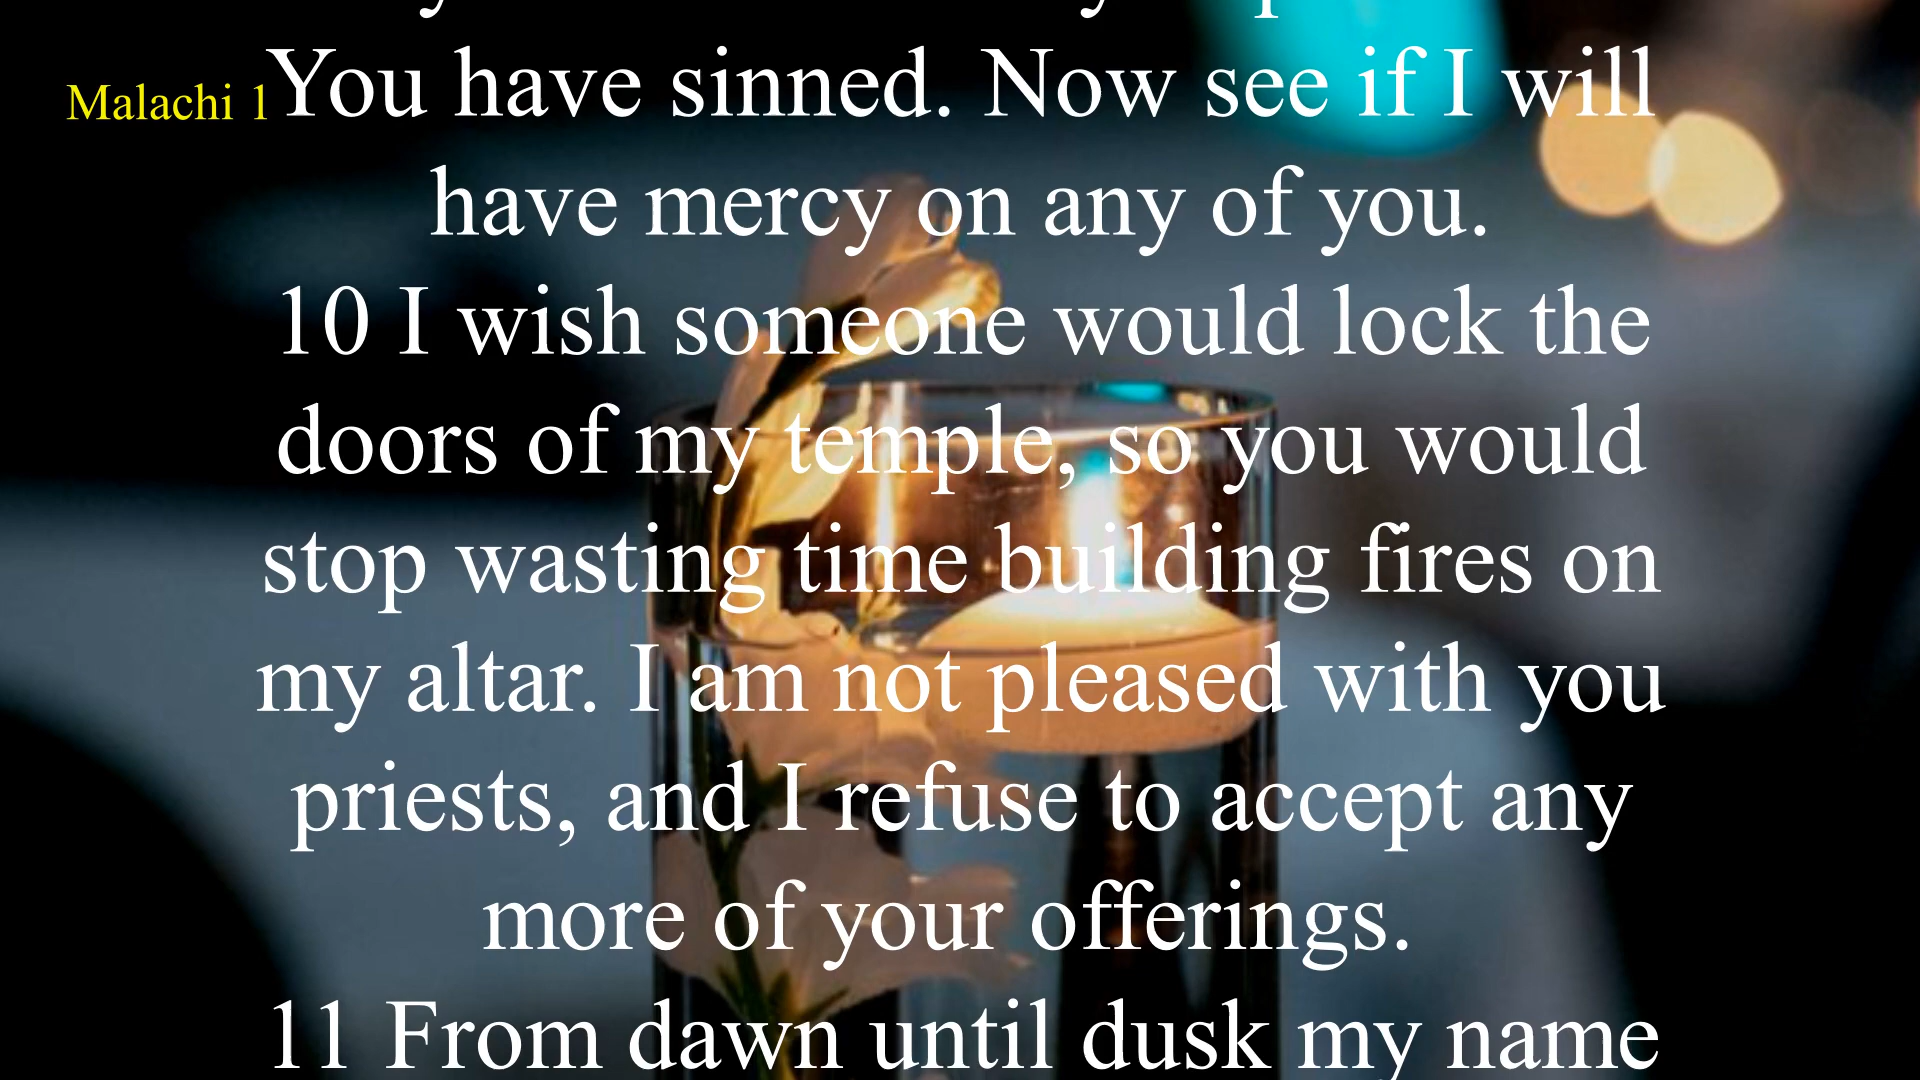 Malachi 1
You have sinned. Now see if I will
have mercy on any of you.
10 I wish someone would lock the
doors of my temple, so you would
stop wasting time building fires on
my altar. I am not pleased with you
priests, and I refuse to accept any
more of your offerings.
11 From dawn until dusk my name